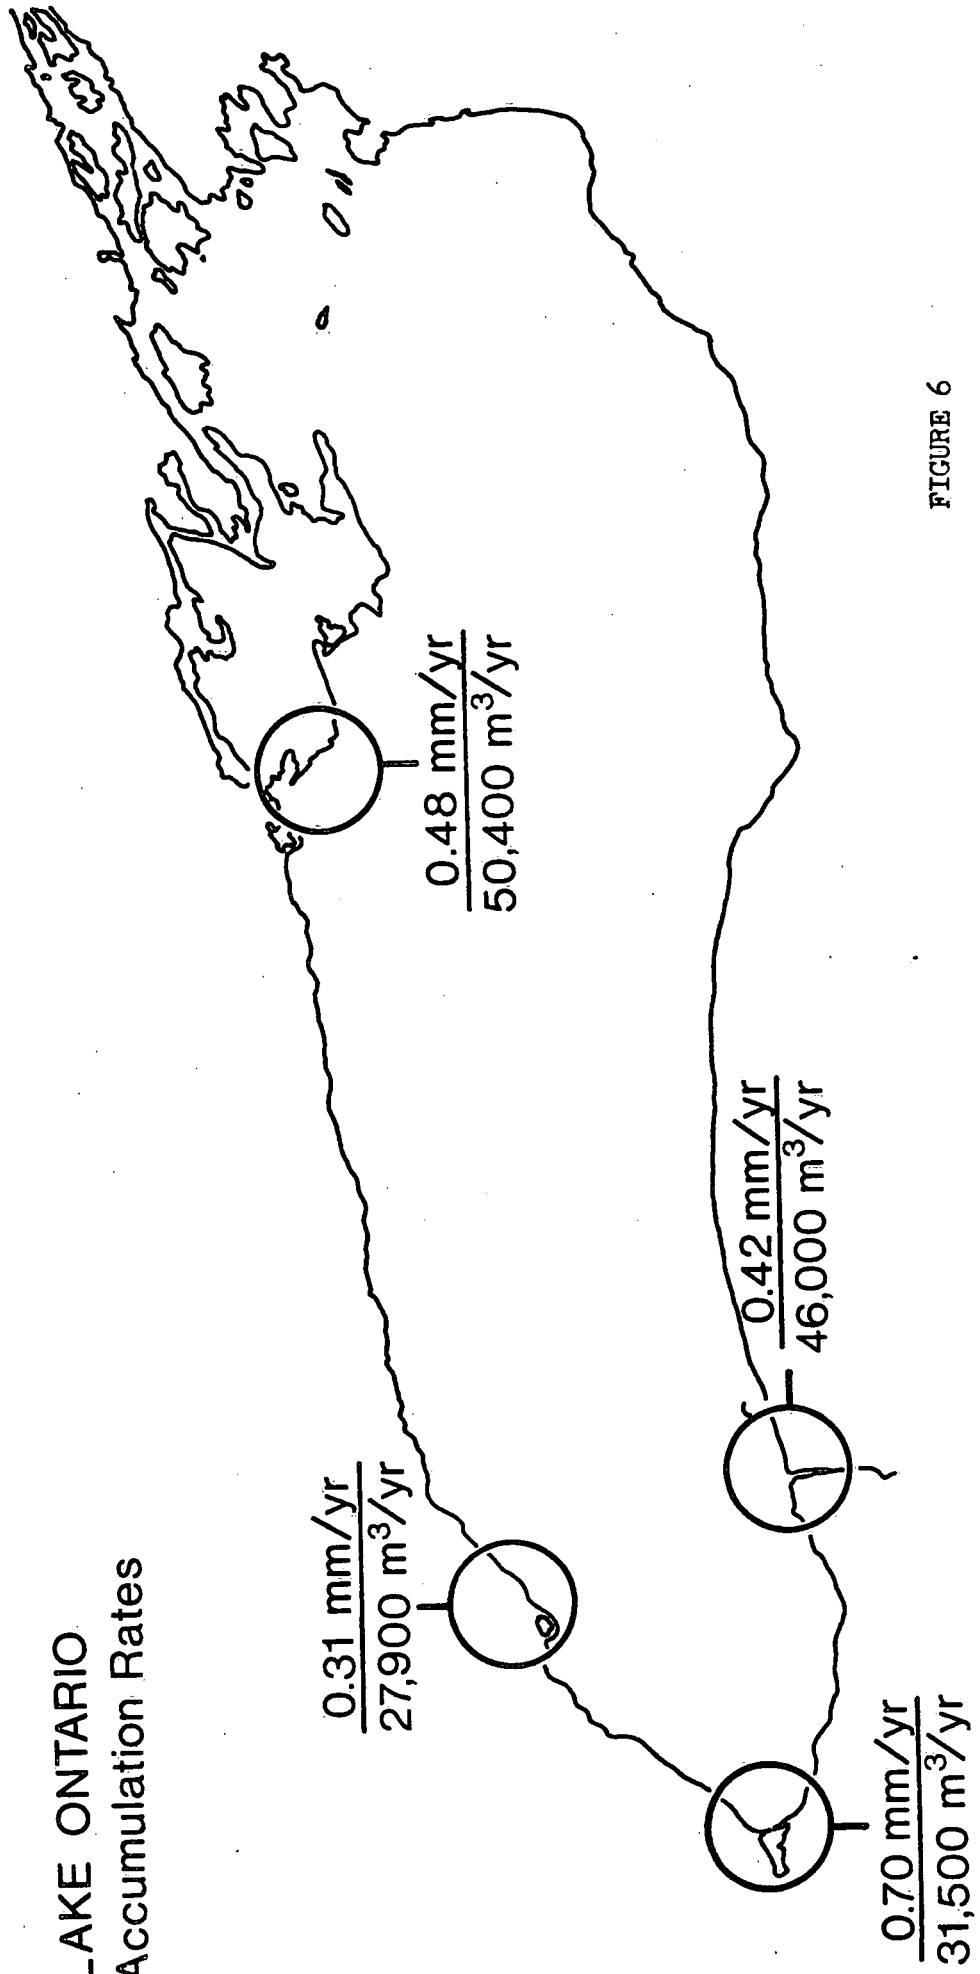 LAKE ONTARIO
Accumulation Rates
0.31 mm/yr
27,900 m³/yr
0.48 mm/yr
50,400 m³/yr
0.70 mm/yr
31,500 m³/yr
0.42 mm/yr
46,000 m³/yr
FIGURE 6